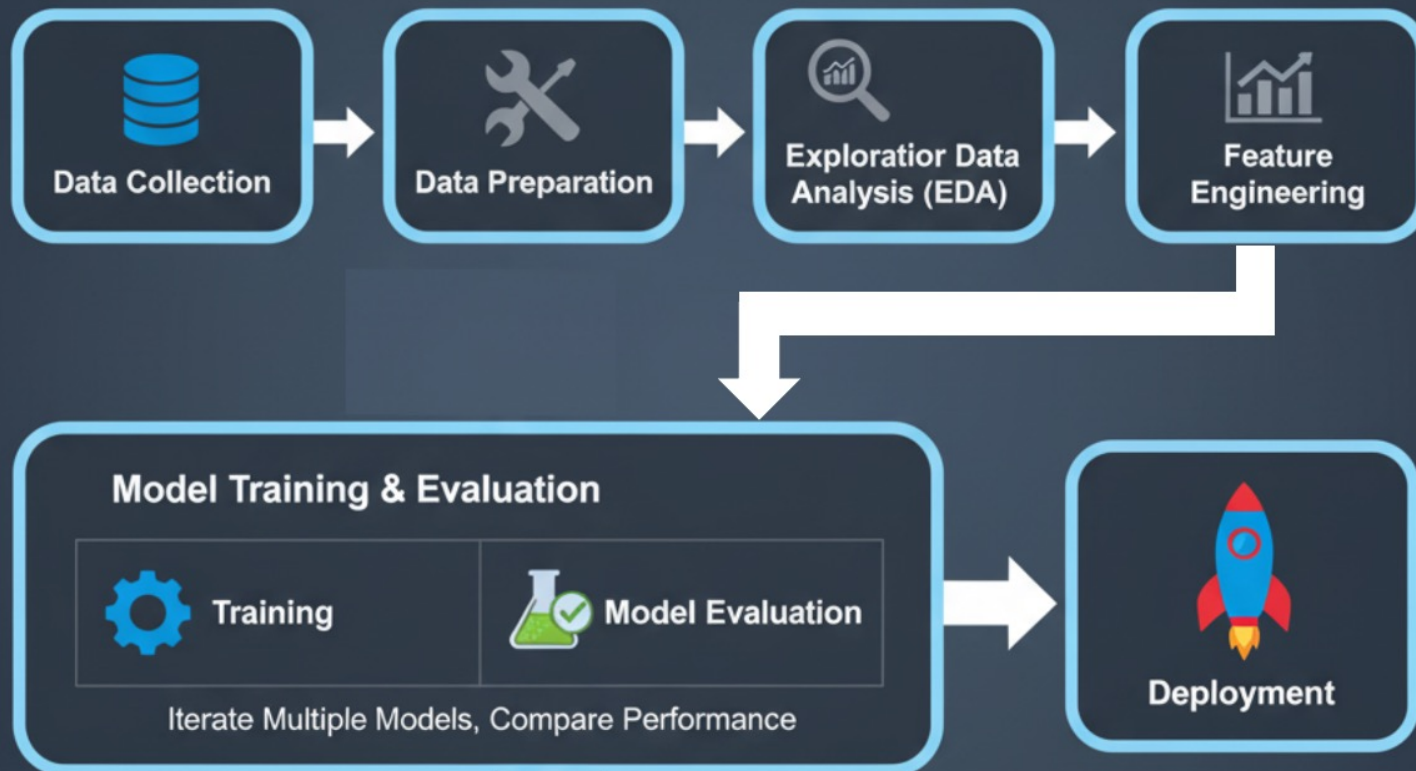 Data Collection
Data Preparation
Exploratior Data
Analysis (EDA)
Feature
Engineering
Model Training & Evaluation
Training
Model Evaluation
Iterate Multiple Models, Compare Performance
Deployment